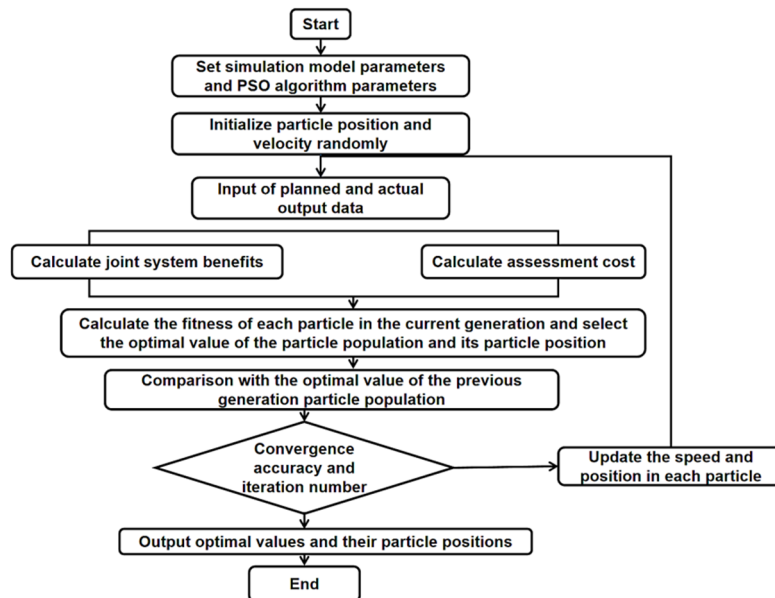 Start
Set simulation model parameters
and PSO algorithm parameters
Initialize particle position and
velocity randomly
Input of planned and actual
output data
Calculate joint system benefits
Calculate assessment cost
Calculate the fitness of each particle in the current generation and select
the optimal value of the particle population and its particle position
Comparison with the optimal value of the previous
generation particle population
Convergence
accuracy and
iteration number
Update the speed and
position in each particle
Output optimal values and their particle positions
End